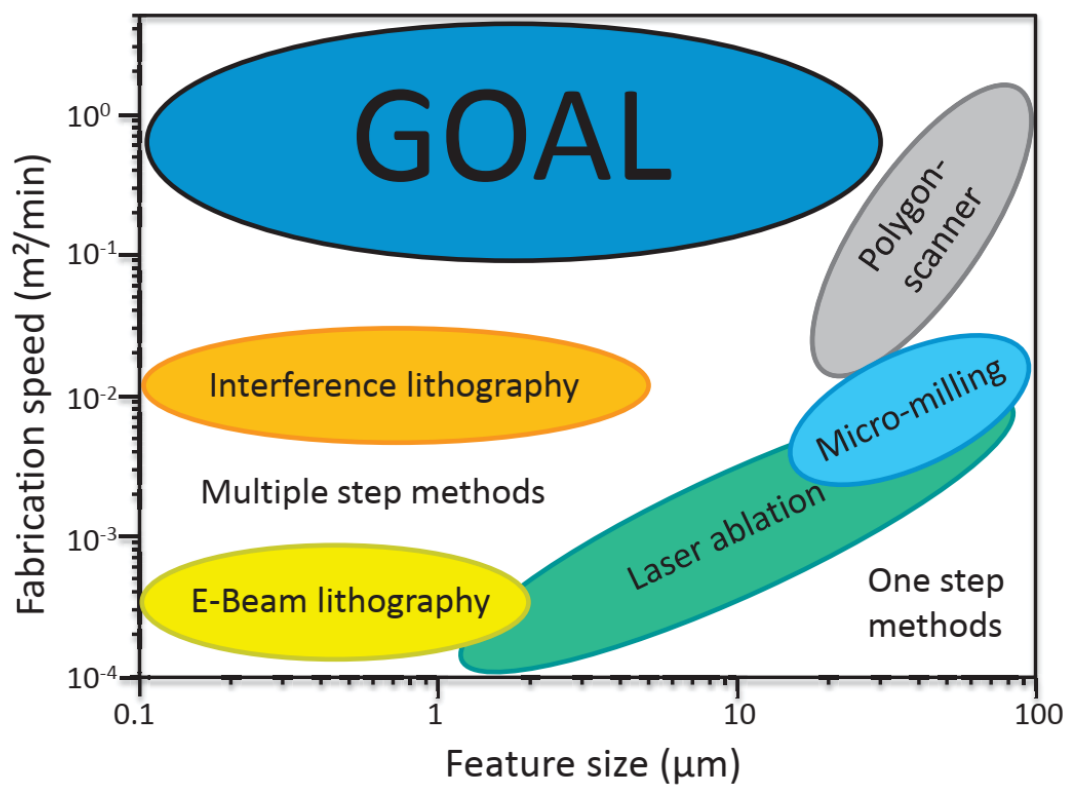 Fabrication speed (m²/min)
10⁰
10⁻¹
10⁻²
10⁻³
10⁻⁴
GOAL
Polygon-
scanner
Interference lithography
Micro-milling
Multiple step methods
Laser ablation
E-Beam lithography
One step
methods
0.1 1 10 100
Feature size (µm)